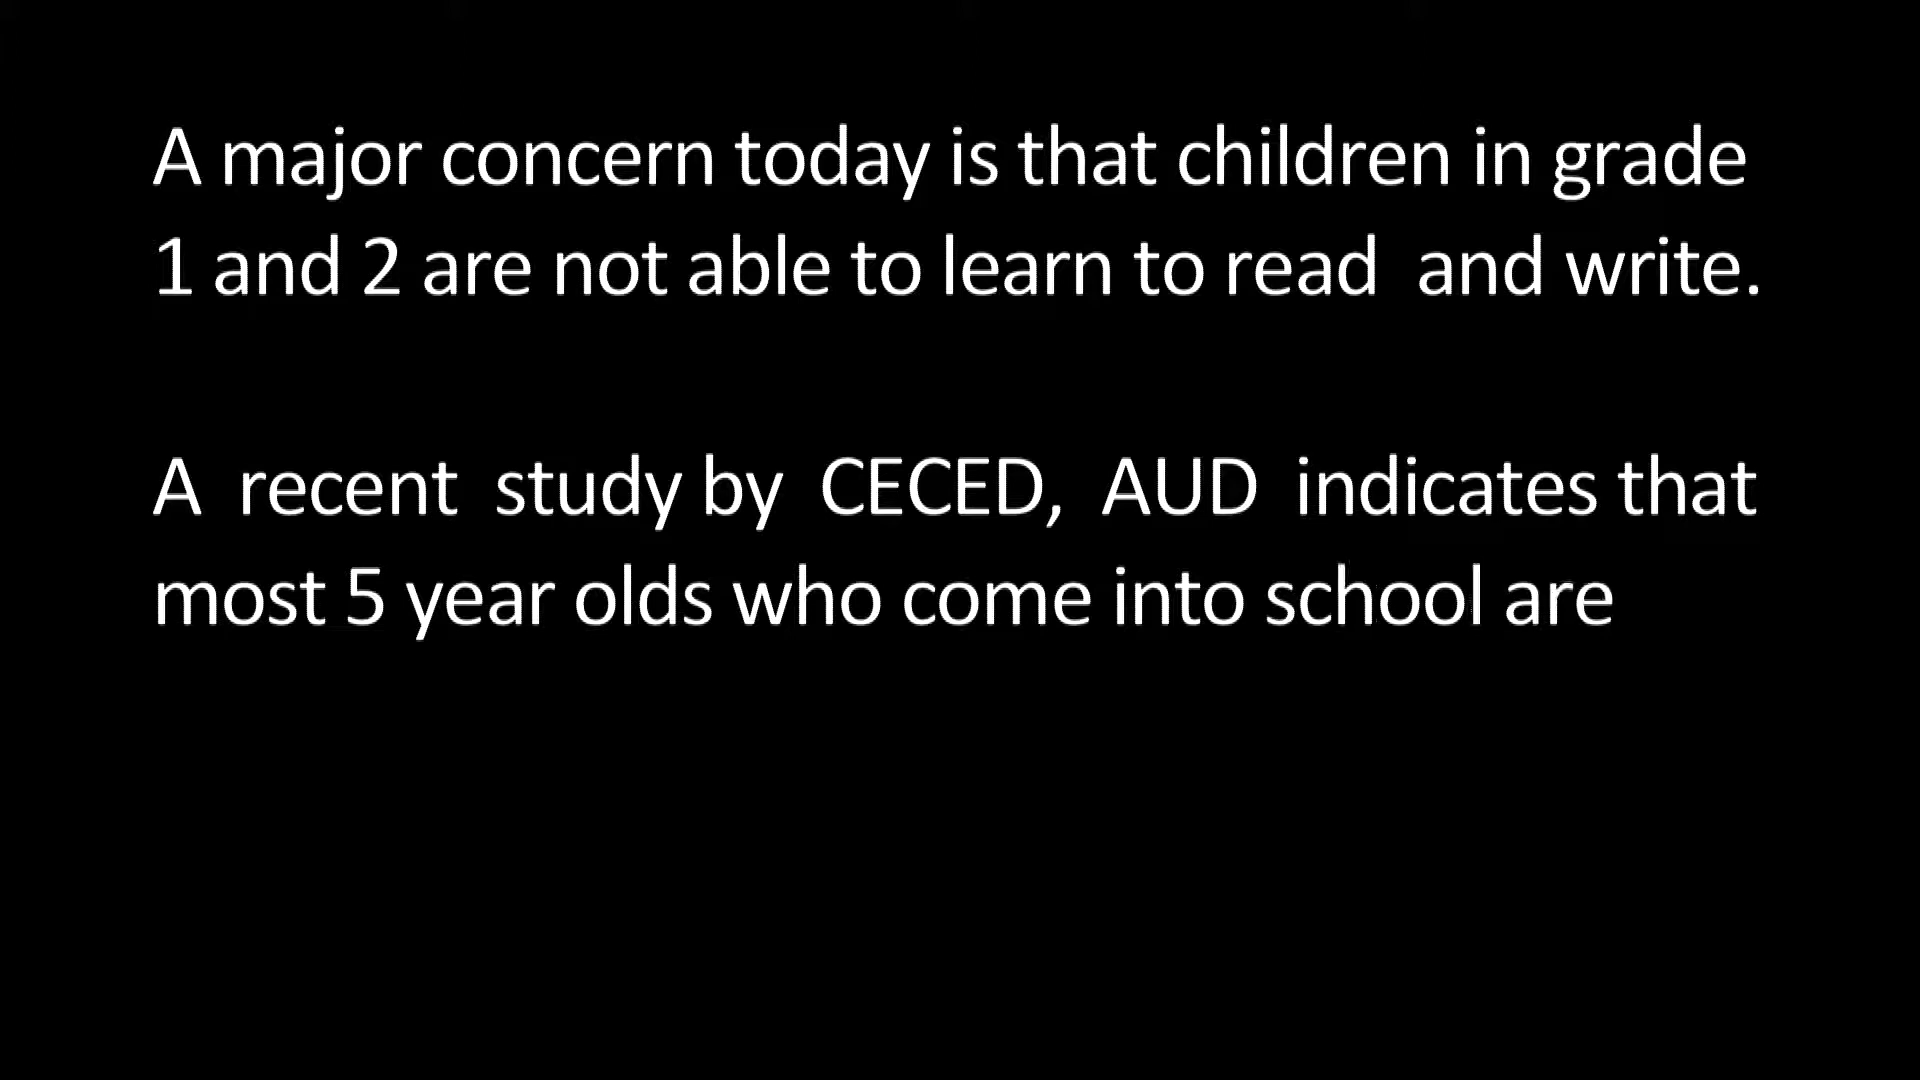 A major concern today is that children in grade
1 and 2 are not able to learn to read  and write.
A  recent  study by  CECED,  AUD  indicates that
most 5 year olds who come into school are